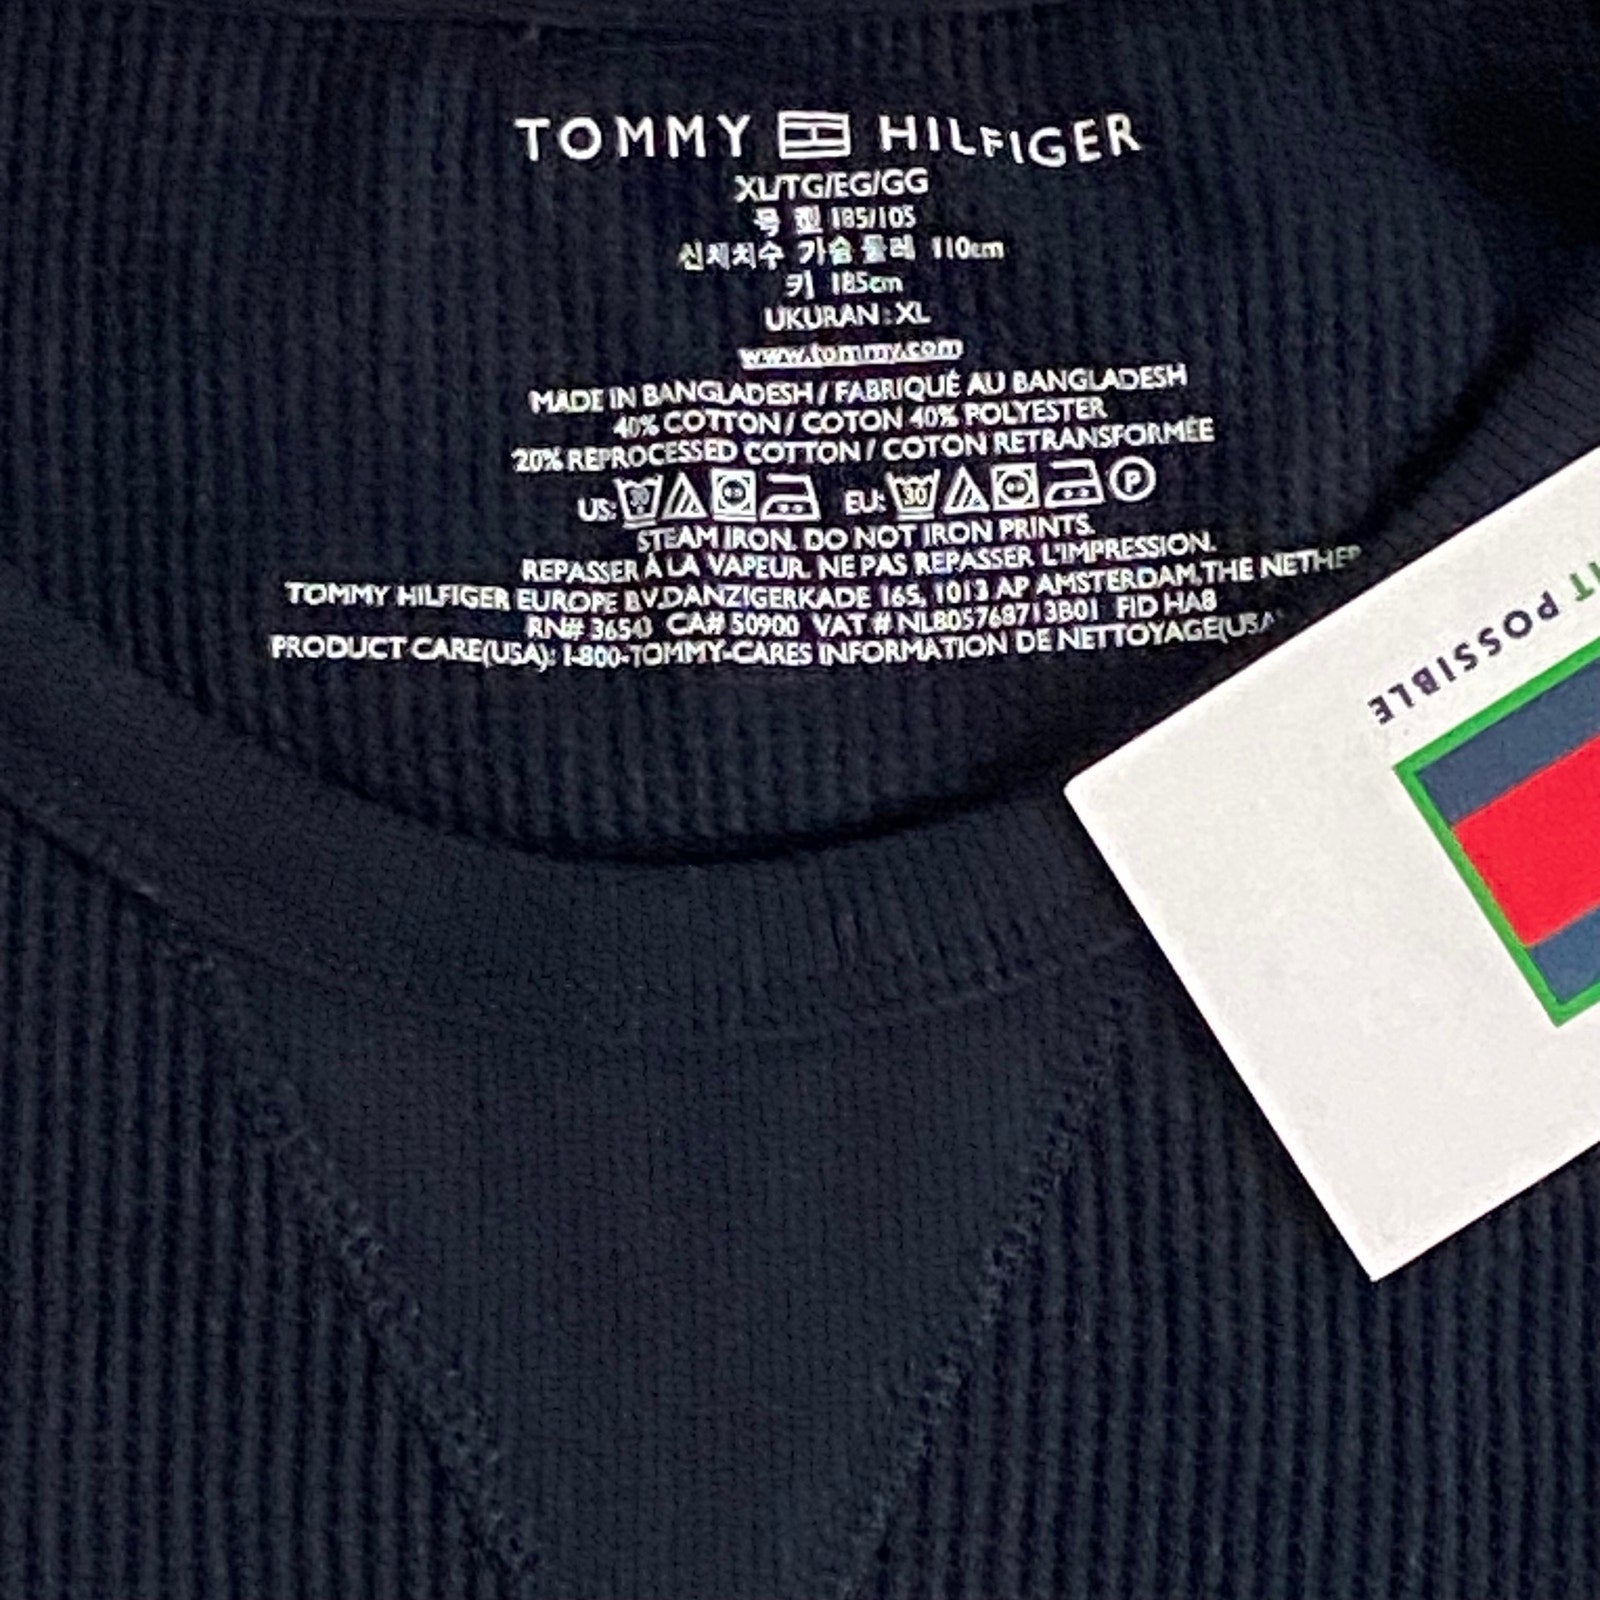 TOMMY HILFIGER
XL/TG/EG/GG
호 칭 185/105
신체치수 가슴 둘레 110cm
키 185cm
UKURAN : XL
www.tommy.com
MADE IN BANGLADESH / FABRIQUÉ AU BANGLADESH
40% COTTON / COTON 40% POLYESTER
20% REPROCESSED COTTON / COTON RETRANSFORMÉE
US: 30 EU: 30 P
STEAM IRON. DO NOT IRON PRINTS.
REPASSER À LA VAPEUR. NE PAS REPASSER L'IMPRESSION.
TOMMY HILFIGER EUROPE B.V.DANZIGERKADE 165, 1013 AP AMSTERDAM,THE NETHER
RN# 36543 CA# 50900 VAT # NL805768713B01 FID HA8
PRODUCT CARE(USA): 1-800-TOMMY-CARES INFORMATION DE NETTOYAGE(USA
POSSIBLE